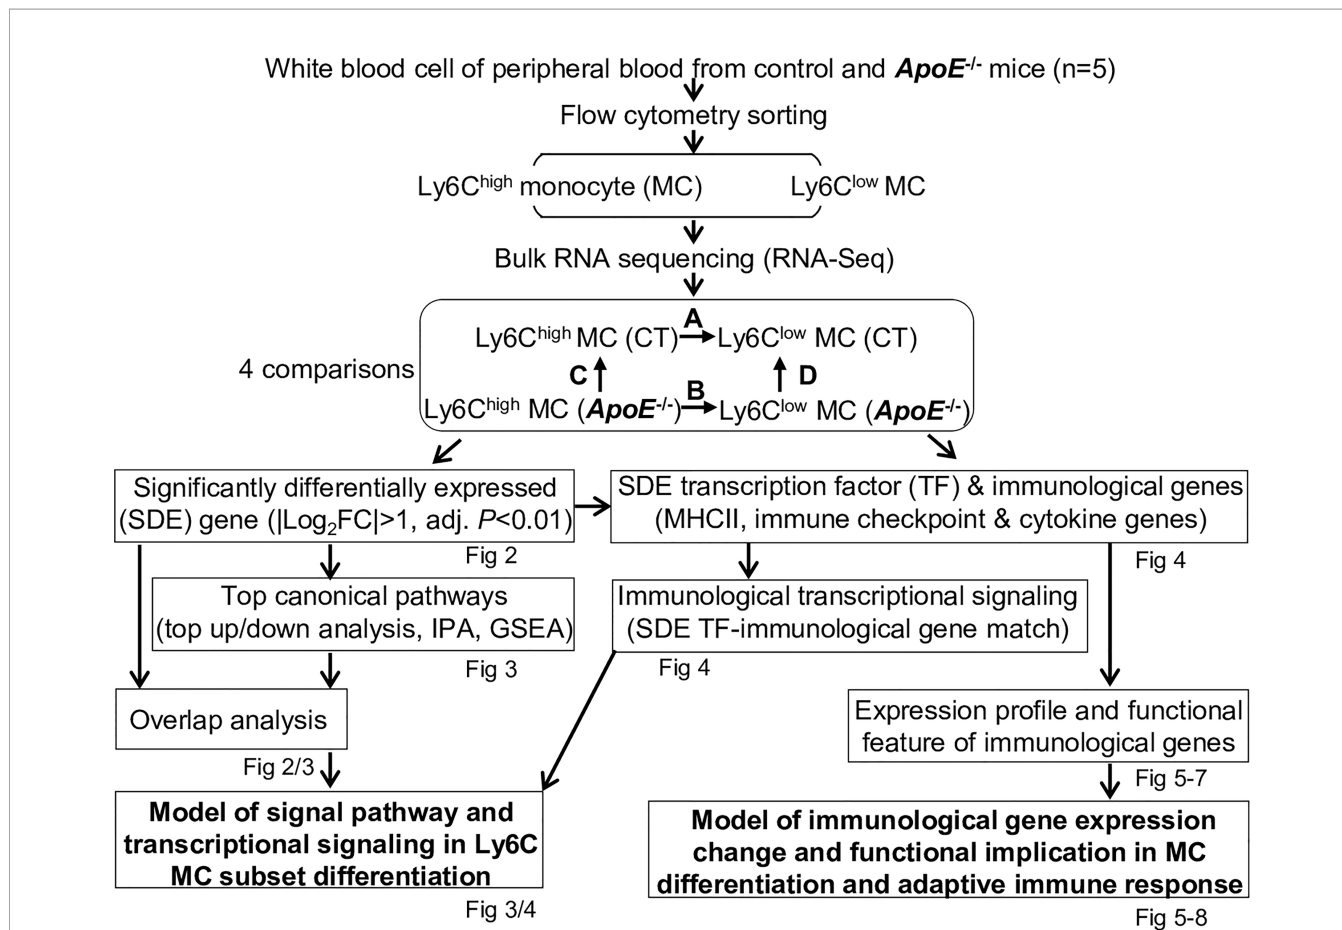 White blood cell of peripheral blood from control and ApoE-/- mice (n=5)
Flow cytometry sorting
Ly6Chigh monocyte (MC) Ly6Clow MC
Bulk RNA sequencing (RNA-Seq)
A
Ly6Chigh MC (CT) Ly6Clow MC (CT)
4 comparisons
C B D
Ly6Chigh MC (ApoE-/-) Ly6Clow MC (ApoE-/-)
Significantly differentially expressed
(SDE) gene (|Log2FC|>1, adj. P<0.01)
Fig 2
SDE transcription factor (TF) & immunological genes
(MHCII, immune checkpoint & cytokine genes)
Fig 4
Top canonical pathways
(top up/down analysis, IPA, GSEA)
Fig 3
Immunological transcriptional signaling
(SDE TF-immunological gene match)
Fig 4
Overlap analysis
Fig 2/3
Expression profile and functional
feature of immunological genes
Fig 5-7
Model of signal pathway and
transcriptional signaling in Ly6C
MC subset differentiation
Fig 3/4
Model of immunological gene expression
change and functional implication in MC
differentiation and adaptive immune response
Fig 5-8